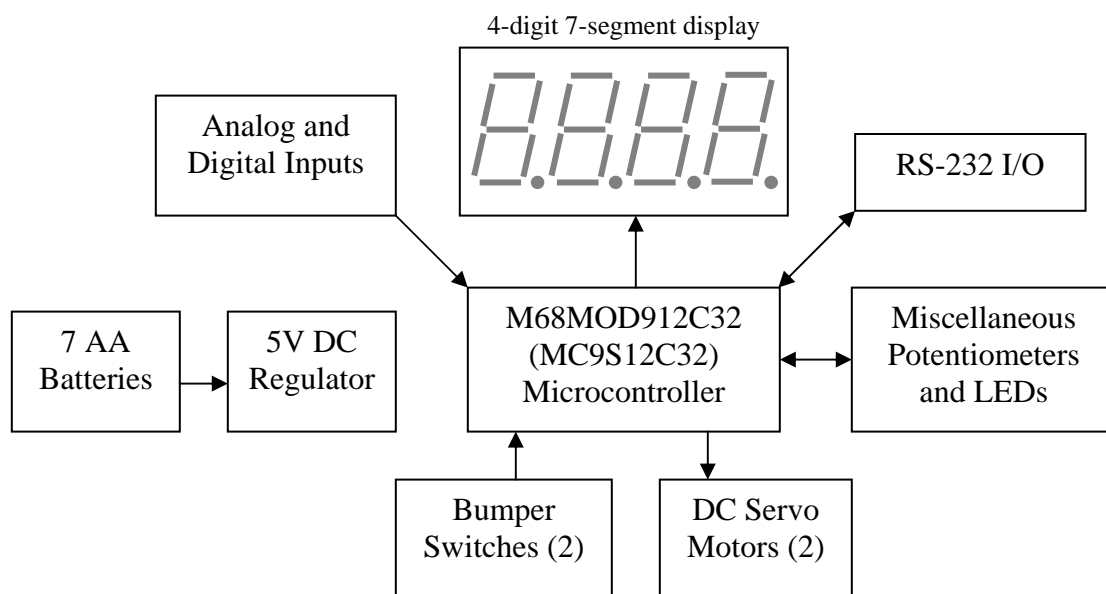 4-digit 7-segment display
Analog and
Digital Inputs
RS-232 I/O
7 AA
Batteries
5V DC
Regulator
M68MOD912C32
(MC9S12C32)
Microcontroller
Miscellaneous
Potentiometers
and LEDs
Bumper
Switches (2)
DC Servo
Motors (2)